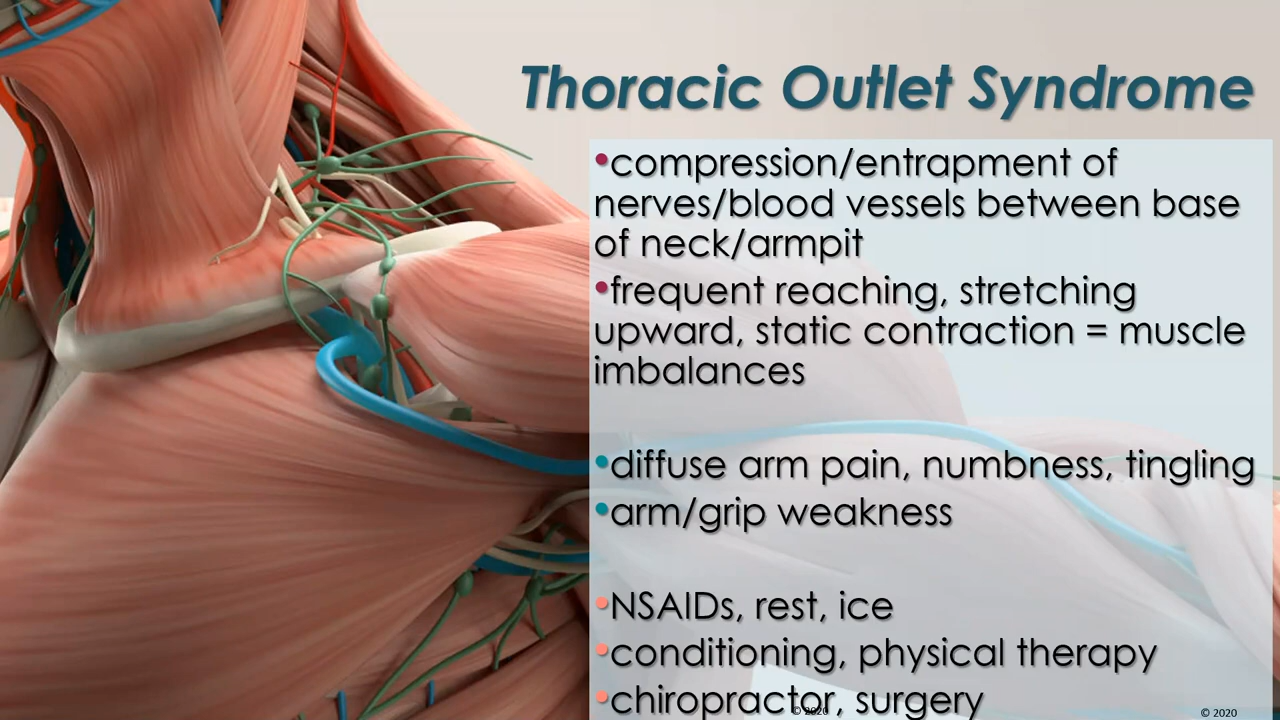 Thoracic Outlet Syndrome
•compression/entrapment of
nerves/blood vessels between base
of neck/armpit
•frequent reaching, stretching
upward, static contraction = muscle
imbalances
•diffuse arm pain, numbness, tingling
•arm/grip weakness
•NSAIDs, rest, ice
•conditioning, physical therapy
•chiropractor, surgery
© 2020
© 2020